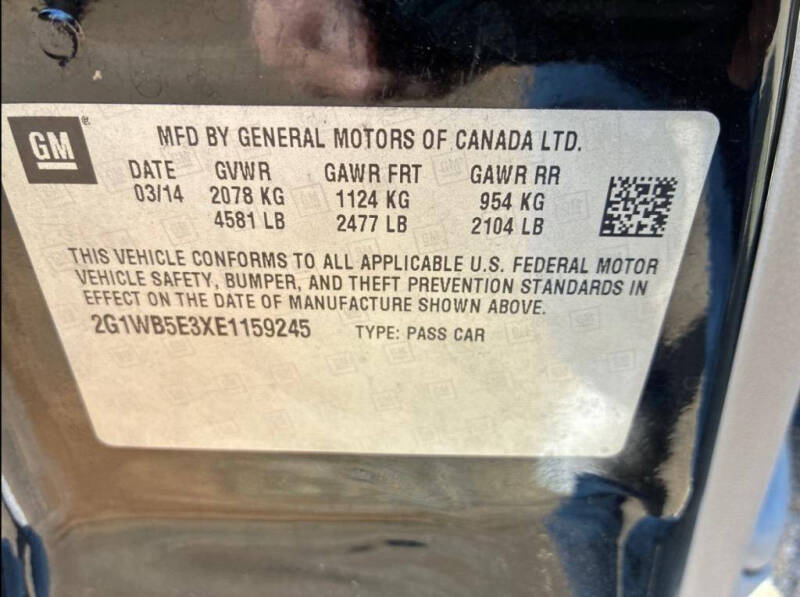 GM®
MFD BY GENERAL MOTORS OF CANADA LTD.
DATE GVWR GAWR FRT GAWR RR
03/14 2078 KG 1124 KG 954 KG
4581 LB 2477 LB 2104 LB
THIS VEHICLE CONFORMS TO ALL APPLICABLE U.S. FEDERAL MOTOR
VEHICLE SAFETY, BUMPER, AND THEFT PREVENTION STANDARDS IN
EFFECT ON THE DATE OF MANUFACTURE SHOWN ABOVE.
2G1WB5E3XE1159245 TYPE: PASS CAR